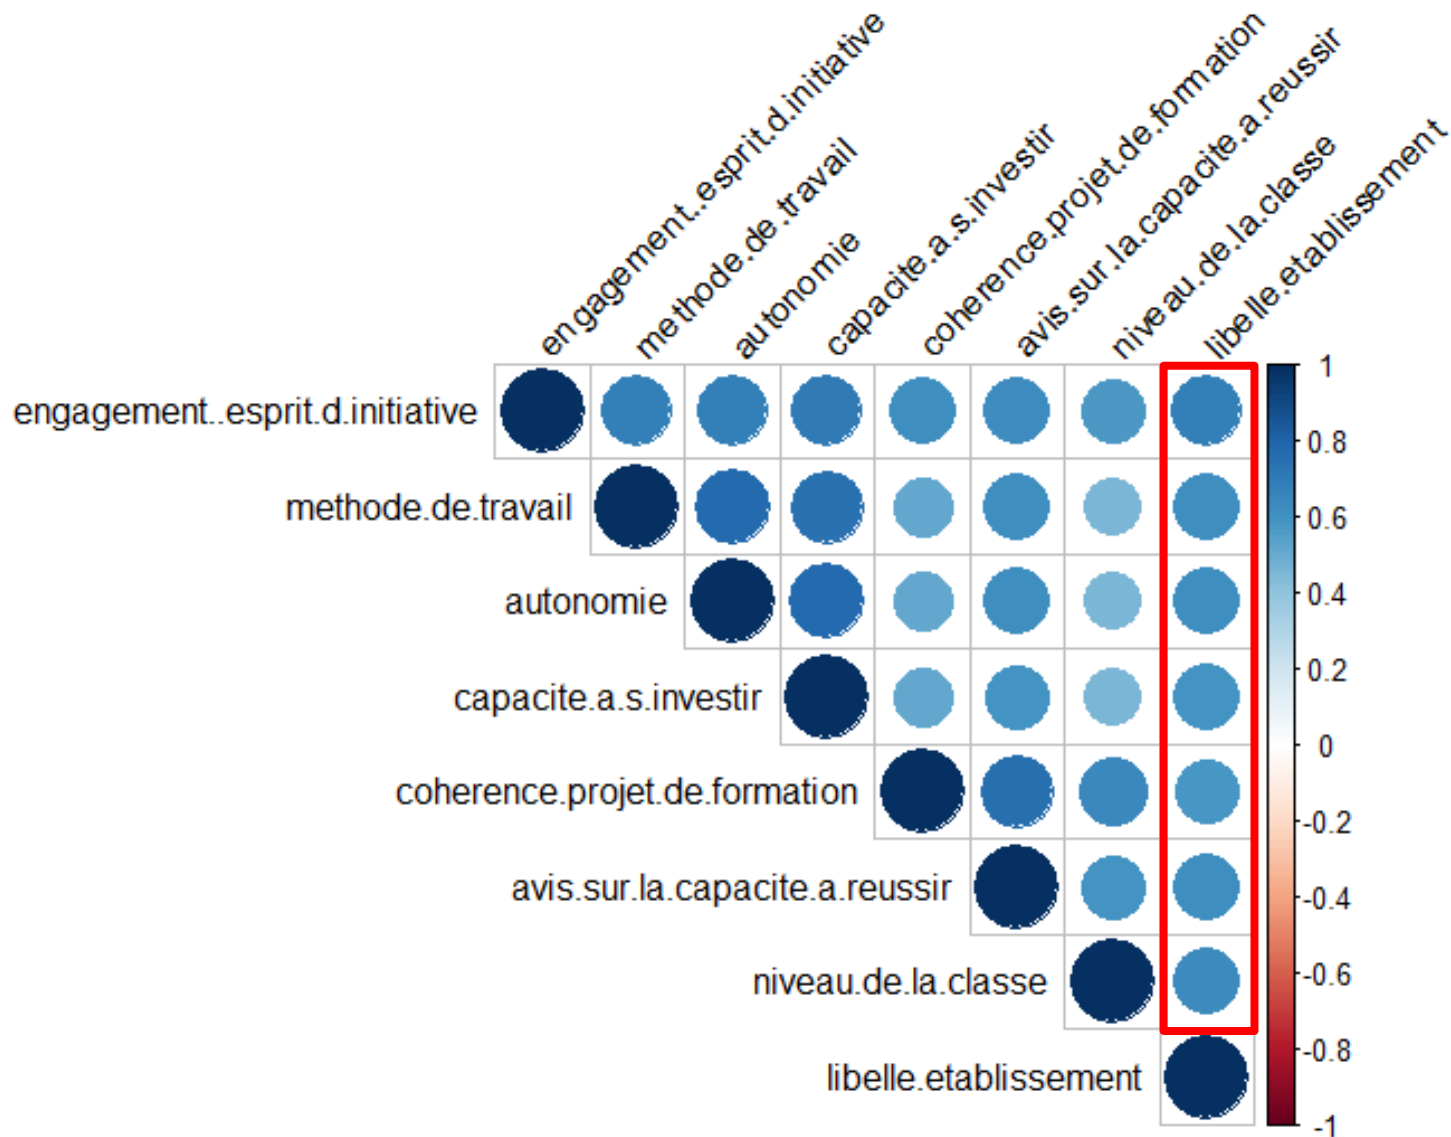 engagement..esprit.d.initiative
methode.de.travail
autonomie
capacite.a.s.investir
coherence.projet.de.formation
avis.sur.la.capacite.a.reussir
niveau.de.la.classe
libelle.etablissement
engagement..esprit.d.initiative
methode.de.travail
autonomie
capacite.a.s.investir
coherence.projet.de.formation
avis.sur.la.capacite.a.reussir
niveau.de.la.classe
libelle.etablissement
1
0.8
0.6
0.4
0.2
0
-0.2
-0.4
-0.6
-0.8
-1